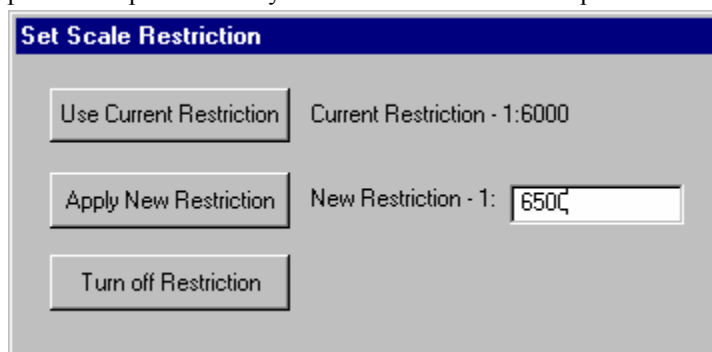 Set Scale Restriction
Use Current Restriction Current Restriction - 1:6000
Apply New Restriction New Restriction - 1: 6500
Turn off Restriction